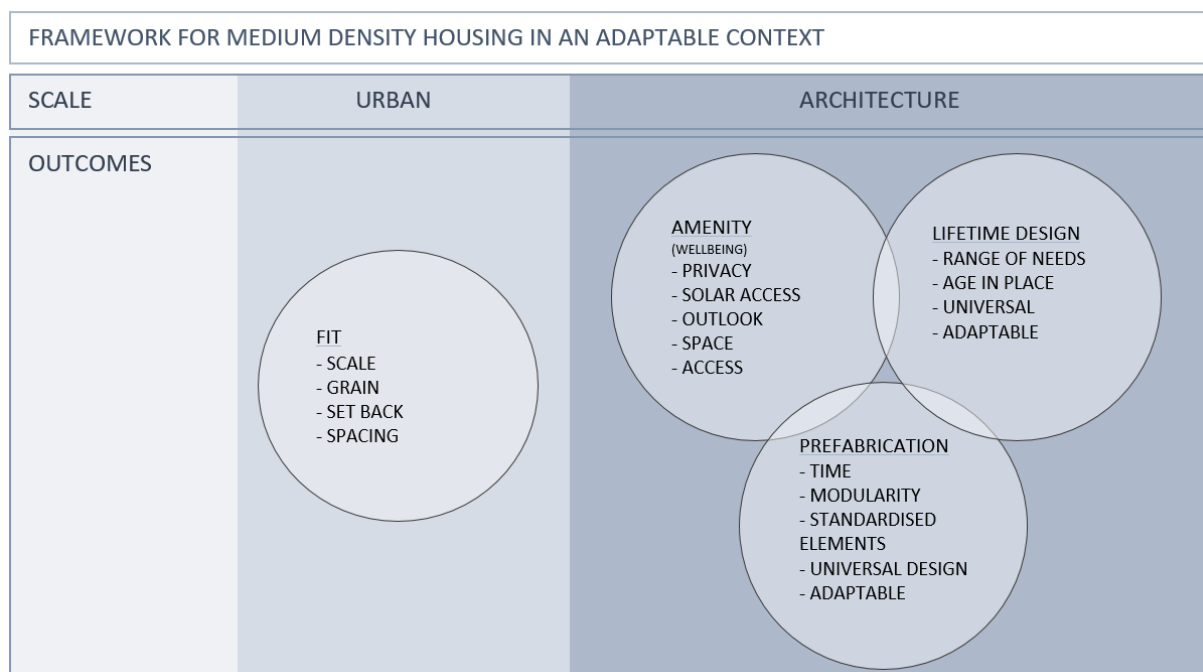 FRAMEWORK FOR MEDIUM DENSITY HOUSING IN AN ADAPTABLE CONTEXT
SCALE
URBAN
ARCHITECTURE
OUTCOMES
FIT
- SCALE
- GRAIN
- SET BACK
- SPACING
AMENITY
(WELLBEING)
- PRIVACY
- SOLAR ACCESS
- OUTLOOK
- SPACE
- ACCESS
LIFETIME DESIGN
- RANGE OF NEEDS
- AGE IN PLACE
- UNIVERSAL
- ADAPTABLE
PREFABRICATION
- TIME
- MODULARITY
- STANDARDISED
ELEMENTS
- UNIVERSAL DESIGN
- ADAPTABLE